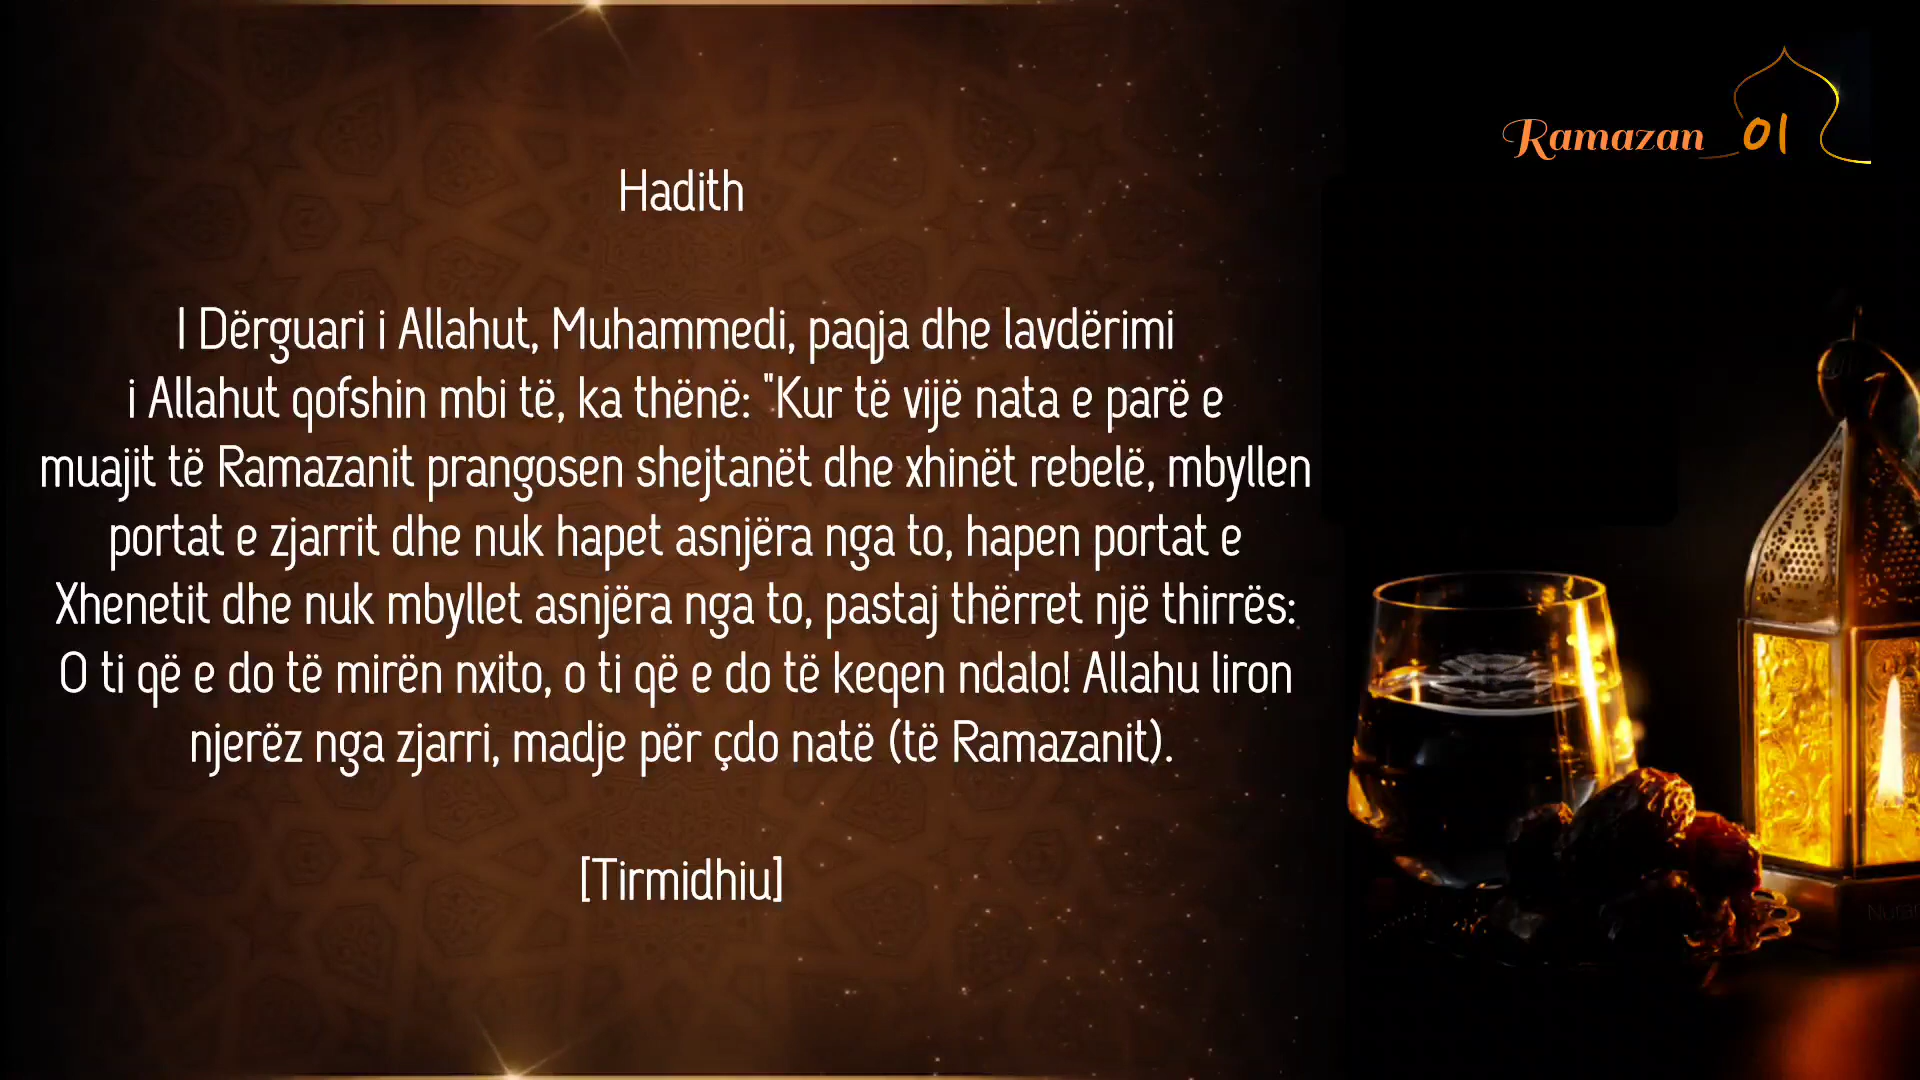 Ramazan 01
Hadith
I Dërguari i Allahut, Muhammedi, paqja dhe lavdërimi
i Allahut qofshin mbi të, ka thënë: "Kur të vijë nata e parë e
muajit të Ramazanit prangosen shejtanët dhe xhinët rebelë, mbyllen
portat e zjarrit dhe nuk hapet asnjëra nga to, hapen portat e
Xhenetit dhe nuk mbyllet asnjëra nga to, pastaj thërret një thirrës:
O ti që e do të mirën nxito, o ti që e do të keqen ndalo! Allahu liron
njerëz nga zjarri, madje për çdo natë (të Ramazanit).
[Tirmidhiu]